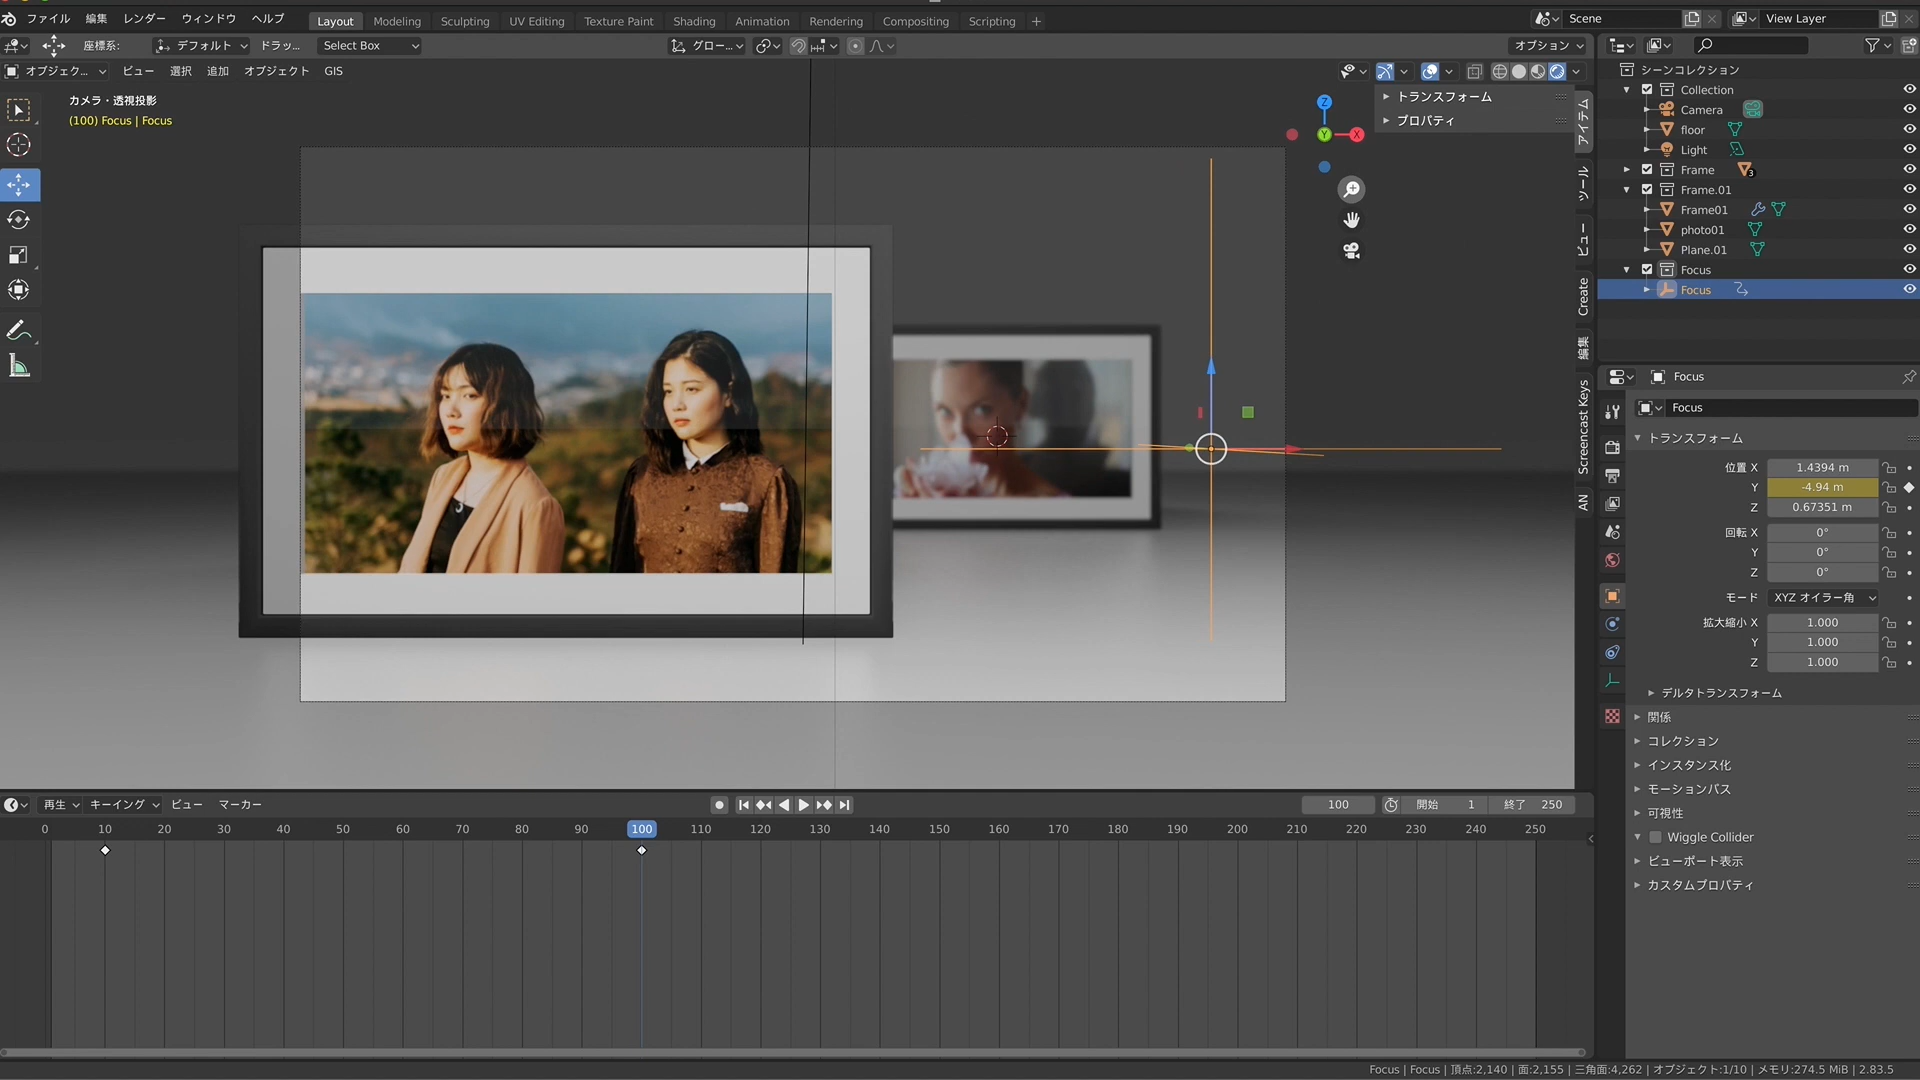 ファイル 編集 レンダー ウィンドウ ヘルプ Layout Modeling Sculpting UV Editing Texture Paint Shading Animation Rendering Compositing Scripting + Scene View Layer
座標系: デフォルト ドラッ... Select Box グロー... オプション
オブジェク... ビュー 選択 追加 オブジェクト GIS
カメラ・透視投影
(100) Focus | Focus
Z
Y
X
トランスフォーム
プロパティ
アイテム
ツール
ビュー
Create
編集
Screencast Keys
AN
シーンコレクション
Collection
Camera
floor
Light
Frame 3
Frame.01
Frame01
photo01
Plane.01
Focus
Focus
Focus
Focus
トランスフォーム
位置 X 1.4394 m
Y -4.94 m
Z 0.67351 m
回転 X 0°
Y 0°
Z 0°
モード XYZ オイラー角
拡大縮小 X 1.000
Y 1.000
Z 1.000
デルタトランスフォーム
関係
コレクション
インスタンス化
モーションパス
可視性
Wiggle Collider
ビューポート表示
カスタムプロパティ
再生 キーイング ビュー マーカー 100 開始 1 終了 250
0 10 20 30 40 50 60 70 80 90 100 110 120 130 140 150 160 170 180 190 200 210 220 230 240 250
Focus | Focus | 頂点:2,140 | 面:2,155 | 三角面:4,262 | オブジェクト:1/10 | メモリ:274.5 MiB | 2.83.5